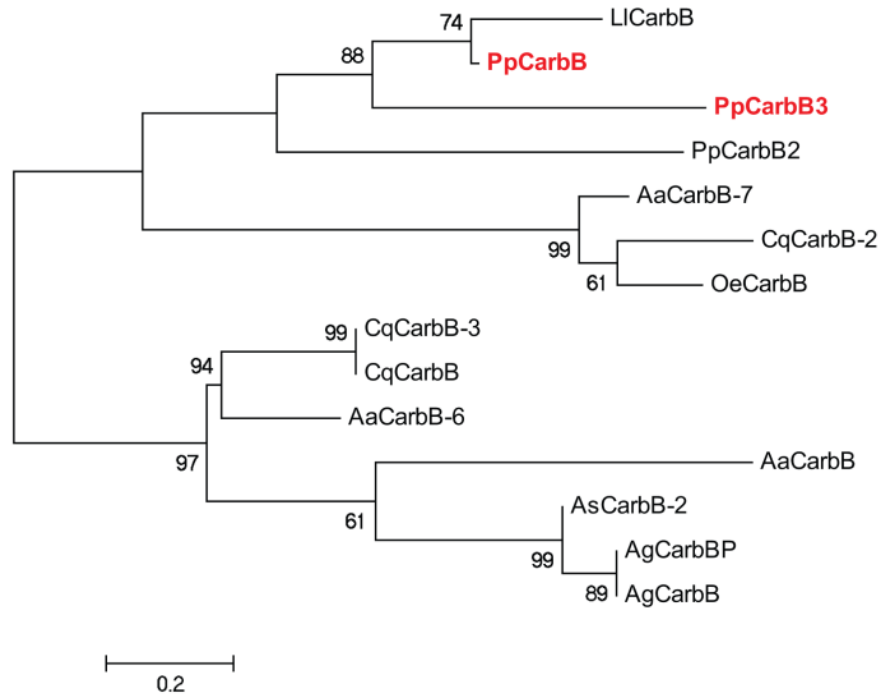 74
LlCarbB
88
PpCarbB
PpCarbB3
PpCarbB2
AaCarbB-7
99
CqCarbB-2
61
OeCarbB
99
CqCarbB-3
94
CqCarbB
AaCarbB-6
97
AaCarbB
61
AsCarbB-2
99
AgCarbBP
89
AgCarbB
0.2